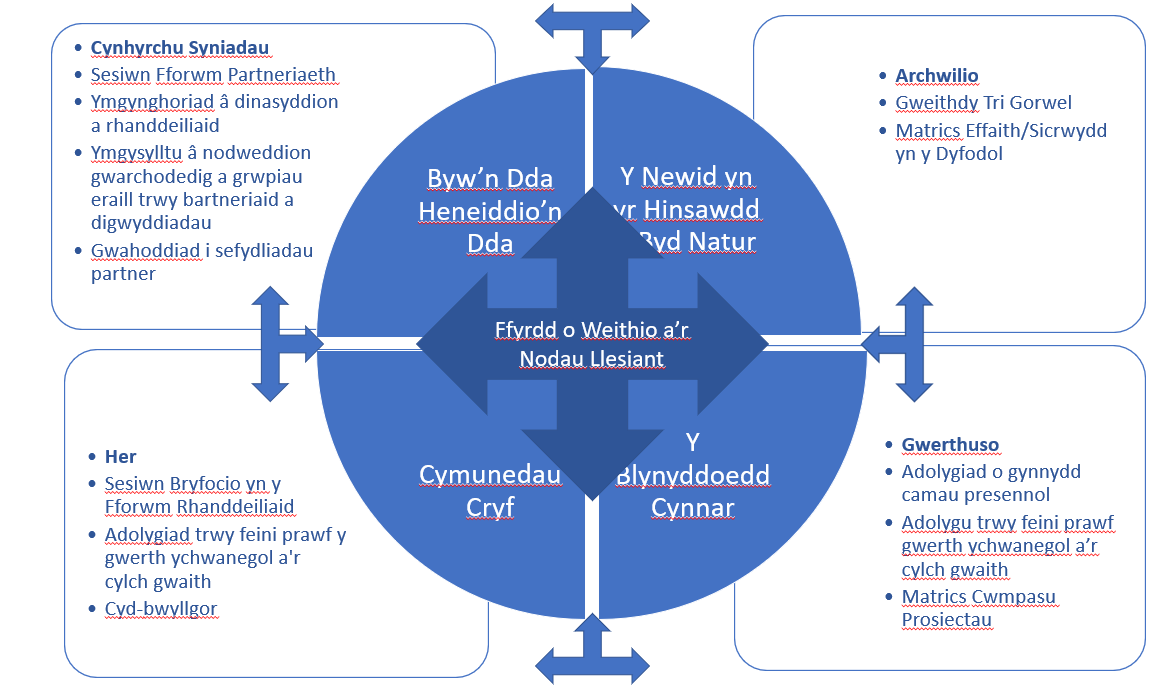 • Cynhyrchu Syniadau
• Sesiwn Fforwm Partneriaeth
• Ymgynghoriad â dinasyddion
a rhanddeiliaid
• Ymgysylltu â nodweddion
gwarchodedig a grwpiau
eraill trwy bartneriaid a
digwyddiadau
• Gwahoddiad i sefydliadau
partner
• Archwilio
• Gweithdy Tri Gorwel
• Matrics Effaith/Sicrwydd
yn y Dyfodol
Byw’n Dda
Heneiddio’n
Dda
Y Newid yn
yr Hinsawdd
Byd Natur
Ffyrdd o Weithio a’r
Nodau Llesiant
Cymunedau
Cryf
Y
Blynyddoedd
Cynnar
• Her
• Sesiwn Bryfocio yn y
Fforwm Rhanddeiliaid
• Adolygiad trwy feini prawf y
gwerth ychwanegol a'r
cylch gwaith
• Cyd-bwyllgor
• Gwerthuso
• Adolygiad o gynnydd
camau presennol
• Adolygu trwy feini prawf
gwerth ychwanegol a’r
cylch gwaith
• Matrics Cwmpasu
Prosiectau